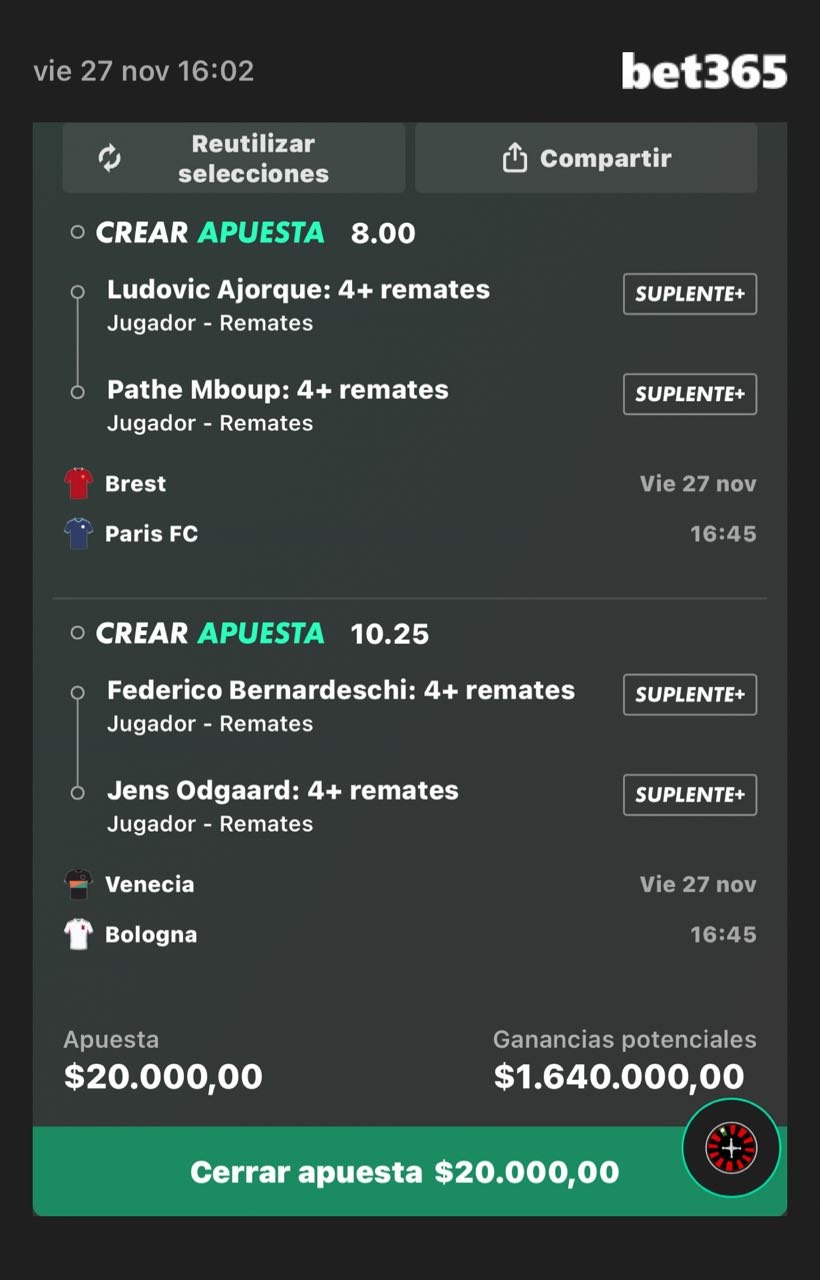 vie 27 nov 16:02
bet365
Reutilizar
selecciones
Compartir
CREAR APUESTA 8.00
Ludovic Ajorque: 4+ remates
SUPLENTE+
Jugador - Remates
Pathe Mboup: 4+ remates
SUPLENTE+
Jugador - Remates
Brest
Vie 27 nov
Paris FC
16:45
CREAR APUESTA 10.25
Federico Bernardeschi: 4+ remates
SUPLENTE+
Jugador - Remates
Jens Odgaard: 4+ remates
SUPLENTE+
Jugador - Remates
Venecia
Vie 27 nov
Bologna
16:45
Apuesta
Ganancias potenciales
$20.000,00
$1.640.000,00
Cerrar apuesta $20.000,00